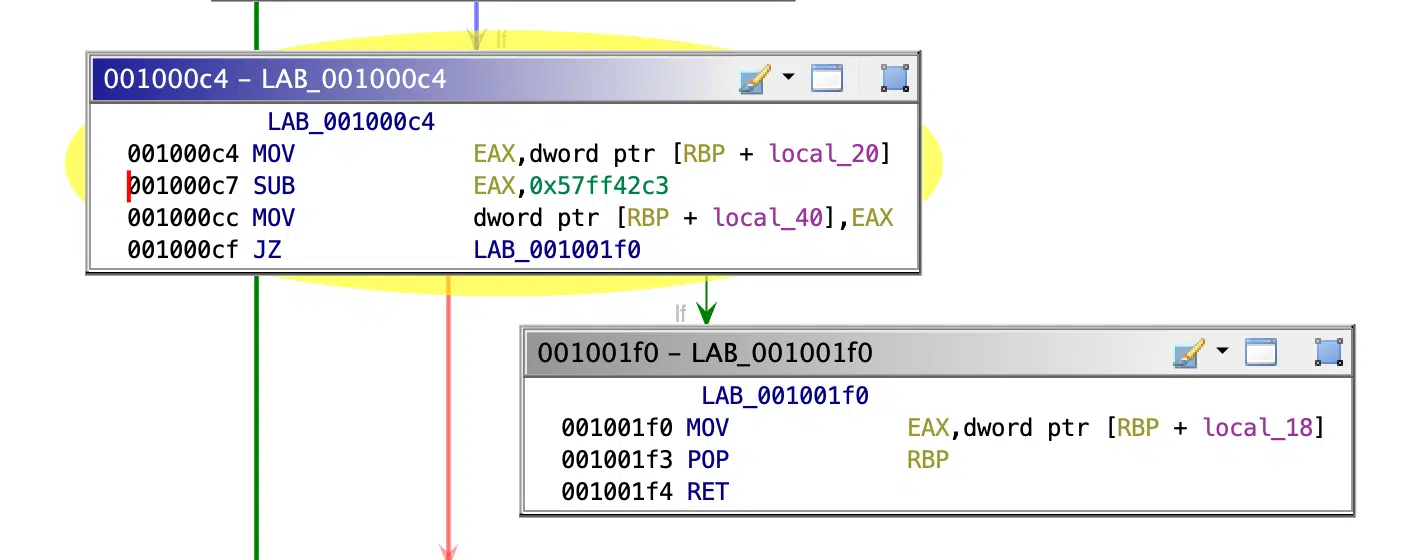 If
001000c4 – LAB_001000c4
LAB_001000c4
001000c4 MOV EAX,dword ptr [RBP + local_20]
001000c7 SUB EAX,0x57ff42c3
001000cc MOV dword ptr [RBP + local_40],EAX
001000cf JZ LAB_001001f0
If
001001f0 – LAB_001001f0
LAB_001001f0
001001f0 MOV EAX,dword ptr [RBP + local_18]
001001f3 POP RBP
001001f4 RET